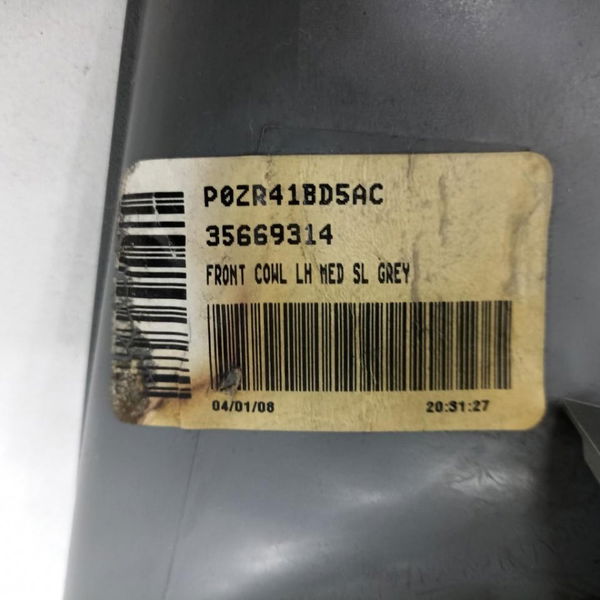 P0ZR41BD5AC
35669314
FRONT COWL LH MED SL GREY
04/01/08 20:31:27